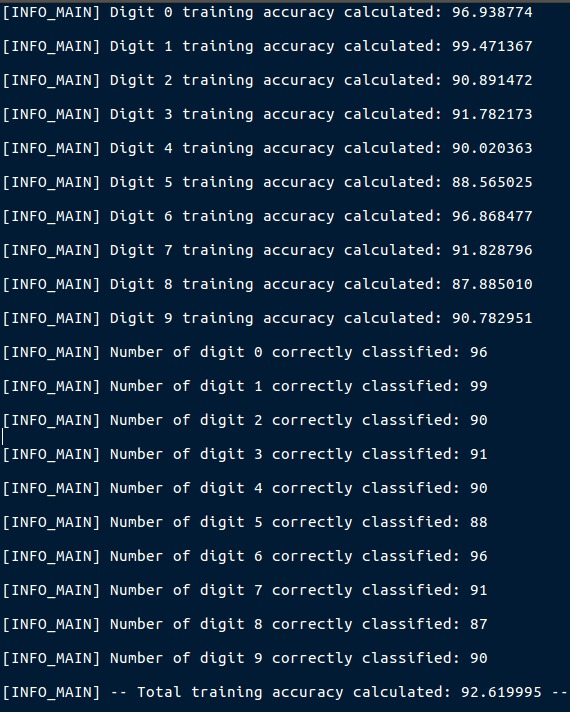 [INFO_MAIN] Digit 0 training accuracy calculated: 96.938774
[INFO_MAIN] Digit 1 training accuracy calculated: 99.471367
[INFO_MAIN] Digit 2 training accuracy calculated: 90.891472
[INFO_MAIN] Digit 3 training accuracy calculated: 91.782173
[INFO_MAIN] Digit 4 training accuracy calculated: 90.020363
[INFO_MAIN] Digit 5 training accuracy calculated: 88.565025
[INFO_MAIN] Digit 6 training accuracy calculated: 96.868477
[INFO_MAIN] Digit 7 training accuracy calculated: 91.828796
[INFO_MAIN] Digit 8 training accuracy calculated: 87.885010
[INFO_MAIN] Digit 9 training accuracy calculated: 90.782951
[INFO_MAIN] Number of digit 0 correctly classified: 96
[INFO_MAIN] Number of digit 1 correctly classified: 99
[INFO_MAIN] Number of digit 2 correctly classified: 90
[INFO_MAIN] Number of digit 3 correctly classified: 91
[INFO_MAIN] Number of digit 4 correctly classified: 90
[INFO_MAIN] Number of digit 5 correctly classified: 88
[INFO_MAIN] Number of digit 6 correctly classified: 96
[INFO_MAIN] Number of digit 7 correctly classified: 91
[INFO_MAIN] Number of digit 8 correctly classified: 87
[INFO_MAIN] Number of digit 9 correctly classified: 90
[INFO_MAIN] -- Total training accuracy calculated: 92.619995 --